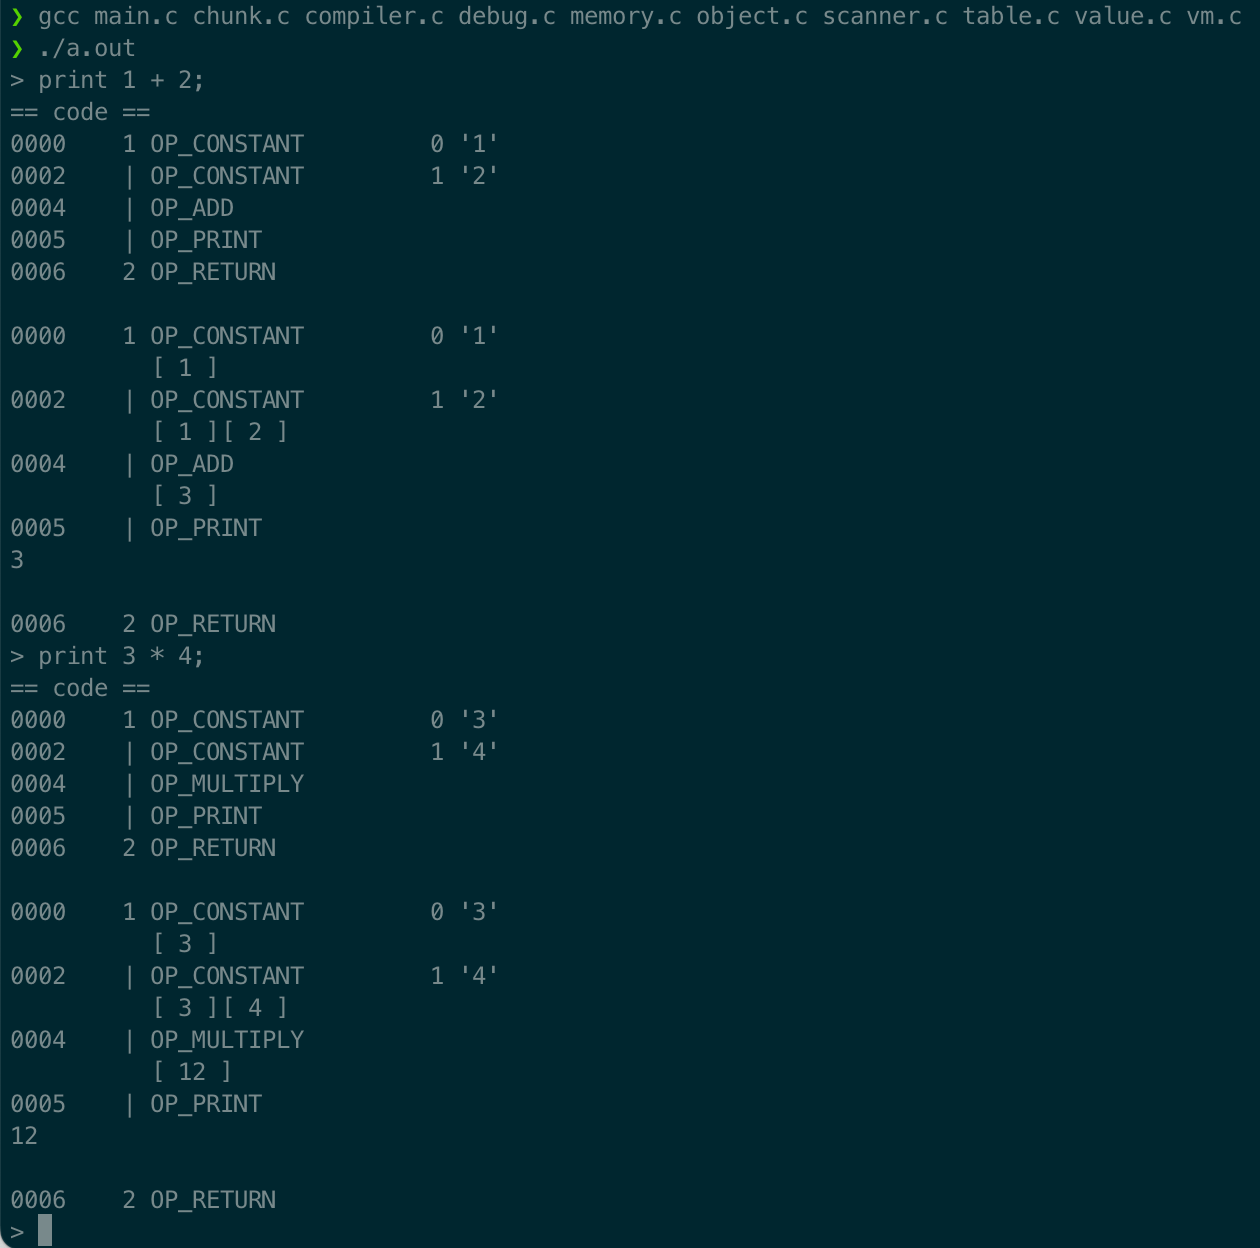 ❯ gcc main.c chunk.c compiler.c debug.c memory.c object.c scanner.c table.c value.c vm.c
❯ ./a.out
> print 1 + 2;
== code ==
0000    1 OP_CONSTANT         0 '1'
0002    | OP_CONSTANT         1 '2'
0004    | OP_ADD
0005    | OP_PRINT
0006    2 OP_RETURN

0000    1 OP_CONSTANT         0 '1'
          [ 1 ]
0002    | OP_CONSTANT         1 '2'
          [ 1 ][ 2 ]
0004    | OP_ADD
          [ 3 ]
0005    | OP_PRINT
3

0006    2 OP_RETURN
> print 3 * 4;
== code ==
0000    1 OP_CONSTANT         0 '3'
0002    | OP_CONSTANT         1 '4'
0004    | OP_MULTIPLY
0005    | OP_PRINT
0006    2 OP_RETURN

0000    1 OP_CONSTANT         0 '3'
          [ 3 ]
0002    | OP_CONSTANT         1 '4'
          [ 3 ][ 4 ]
0004    | OP_MULTIPLY
          [ 12 ]
0005    | OP_PRINT
12

0006    2 OP_RETURN
>